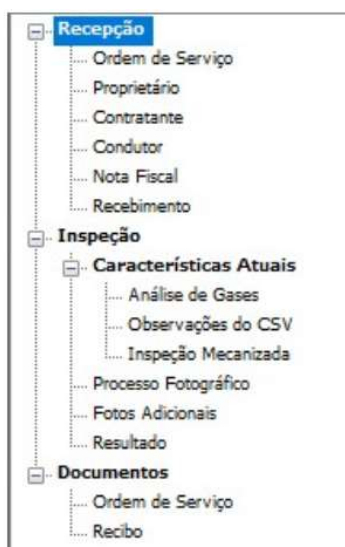 Recepção
Ordem de Serviço
Proprietário
Contratante
Condutor
Nota Fiscal
Recebimento
Inspeção
Características Atuais
Análise de Gases
Observações do CSV
Inspeção Mecanizada
Processo Fotográfico
Fotos Adicionais
Resultado
Documentos
Ordem de Serviço
Recibo